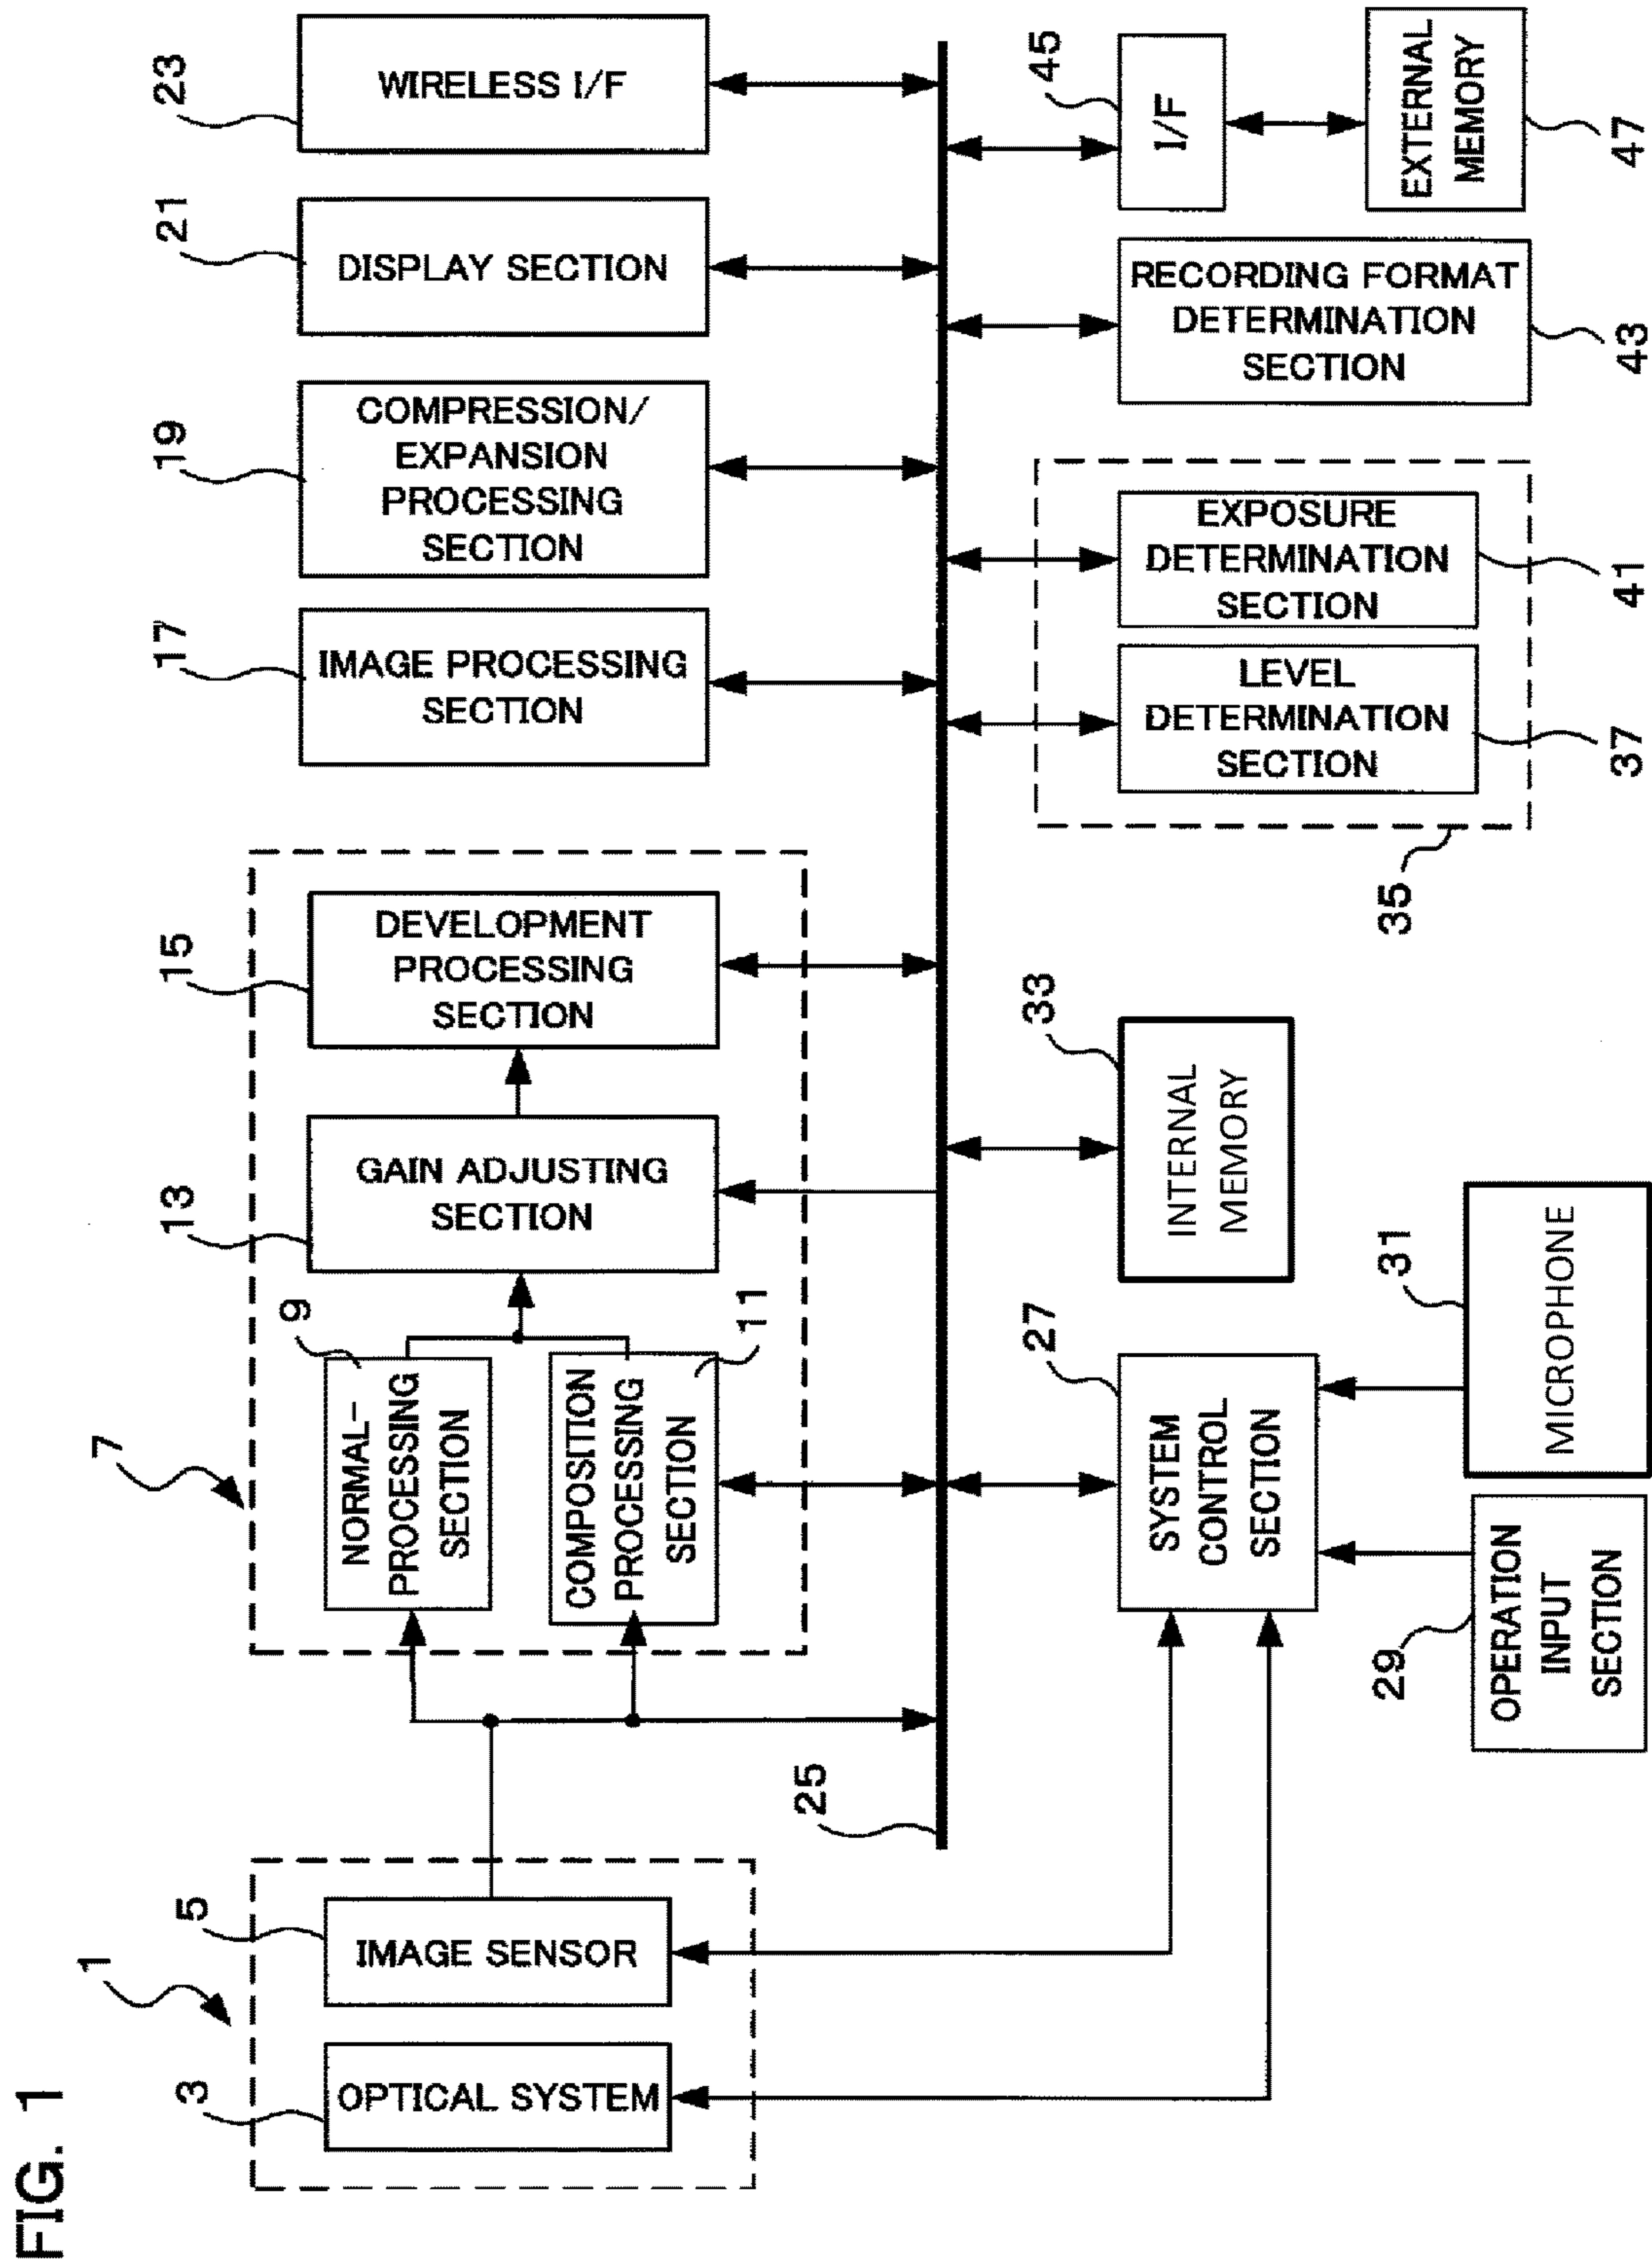 FIG. 1
23
WIRELESS I/F
21
DISPLAY SECTION
19
COMPRESSION/
EXPANSION
PROCESSING
SECTION
17
IMAGE PROCESSING
SECTION
15
DEVELOPMENT
PROCESSING
SECTION
13
GAIN ADJUSTING
SECTION
7
9
NORMAL-
PROCESSING
SECTION
11
COMPOSITION
PROCESSING
SECTION
1
5
IMAGE SENSOR
3
OPTICAL SYSTEM
25
45
I/F
EXTERNAL
MEMORY
47
RECORDING FORMAT
DETERMINATION
SECTION
43
EXPOSURE
DETERMINATION
SECTION
41
LEVEL
DETERMINATION
SECTION
37
35
33
INTERNAL
MEMORY
27
SYSTEM
CONTROL
SECTION
31
MICROPHONE
29
OPERATION
INPUT
SECTION